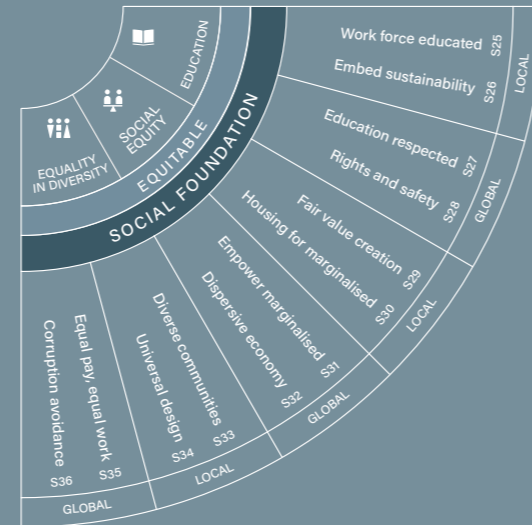 EDUCATION
SOCIAL
EQUITY
EQUALITY
IN DIVERSITY
EQUITABLE
SOCIAL FOUNDATION
Work force educated S25
Embed sustainability S26
LOCAL
Education respected S27
Rights and safety S28
GLOBAL
Fair value creation S29
Housing for marginalised S30
LOCAL
Empower marginalised S31
Dispersive economy S32
GLOBAL
Diverse communities S33
Universal design S34
LOCAL
Equal pay, equal work S35
Corruption avoidance S36
GLOBAL